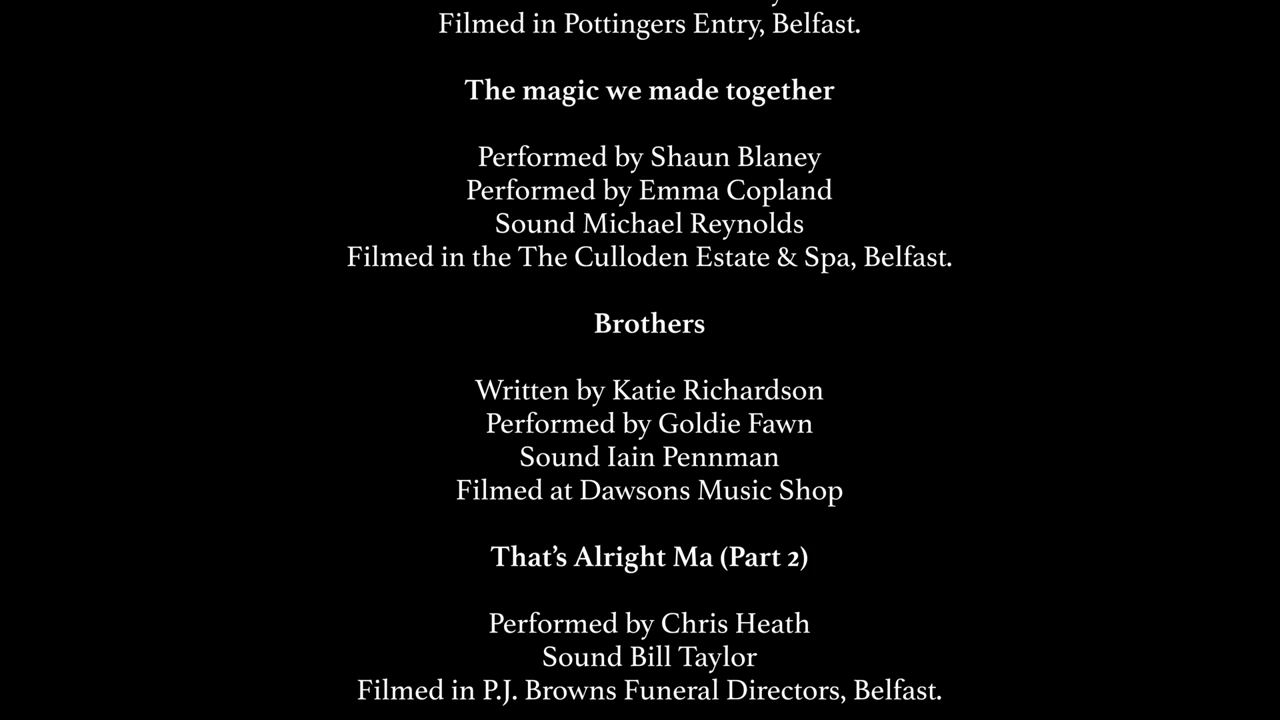 Filmed in Pottingers Entry, Belfast.
The magic we made together
Performed by Shaun Blaney
Performed by Emma Copland
Sound Michael Reynolds
Filmed in the The Culloden Estate & Spa, Belfast.
Brothers
Written by Katie Richardson
Performed by Goldie Fawn
Sound Iain Pennman
Filmed at Dawsons Music Shop
That's Alright Ma (Part 2)
Performed by Chris Heath
Sound Bill Taylor
Filmed in P.J. Browns Funeral Directors, Belfast.